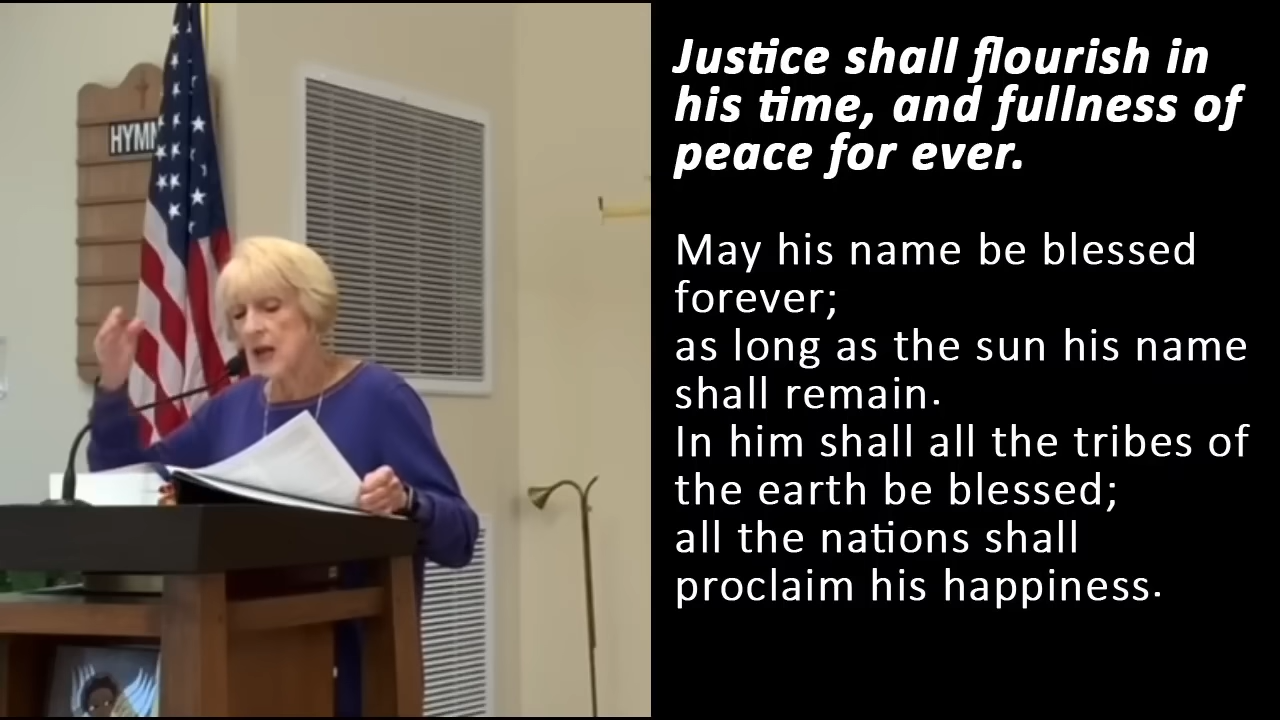 HYMN
Justice shall flourish in
his time, and fullness of
peace for ever.
May his name be blessed
forever;
as long as the sun his name
shall remain.
In him shall all the tribes of
the earth be blessed;
all the nations shall
proclaim his happiness.